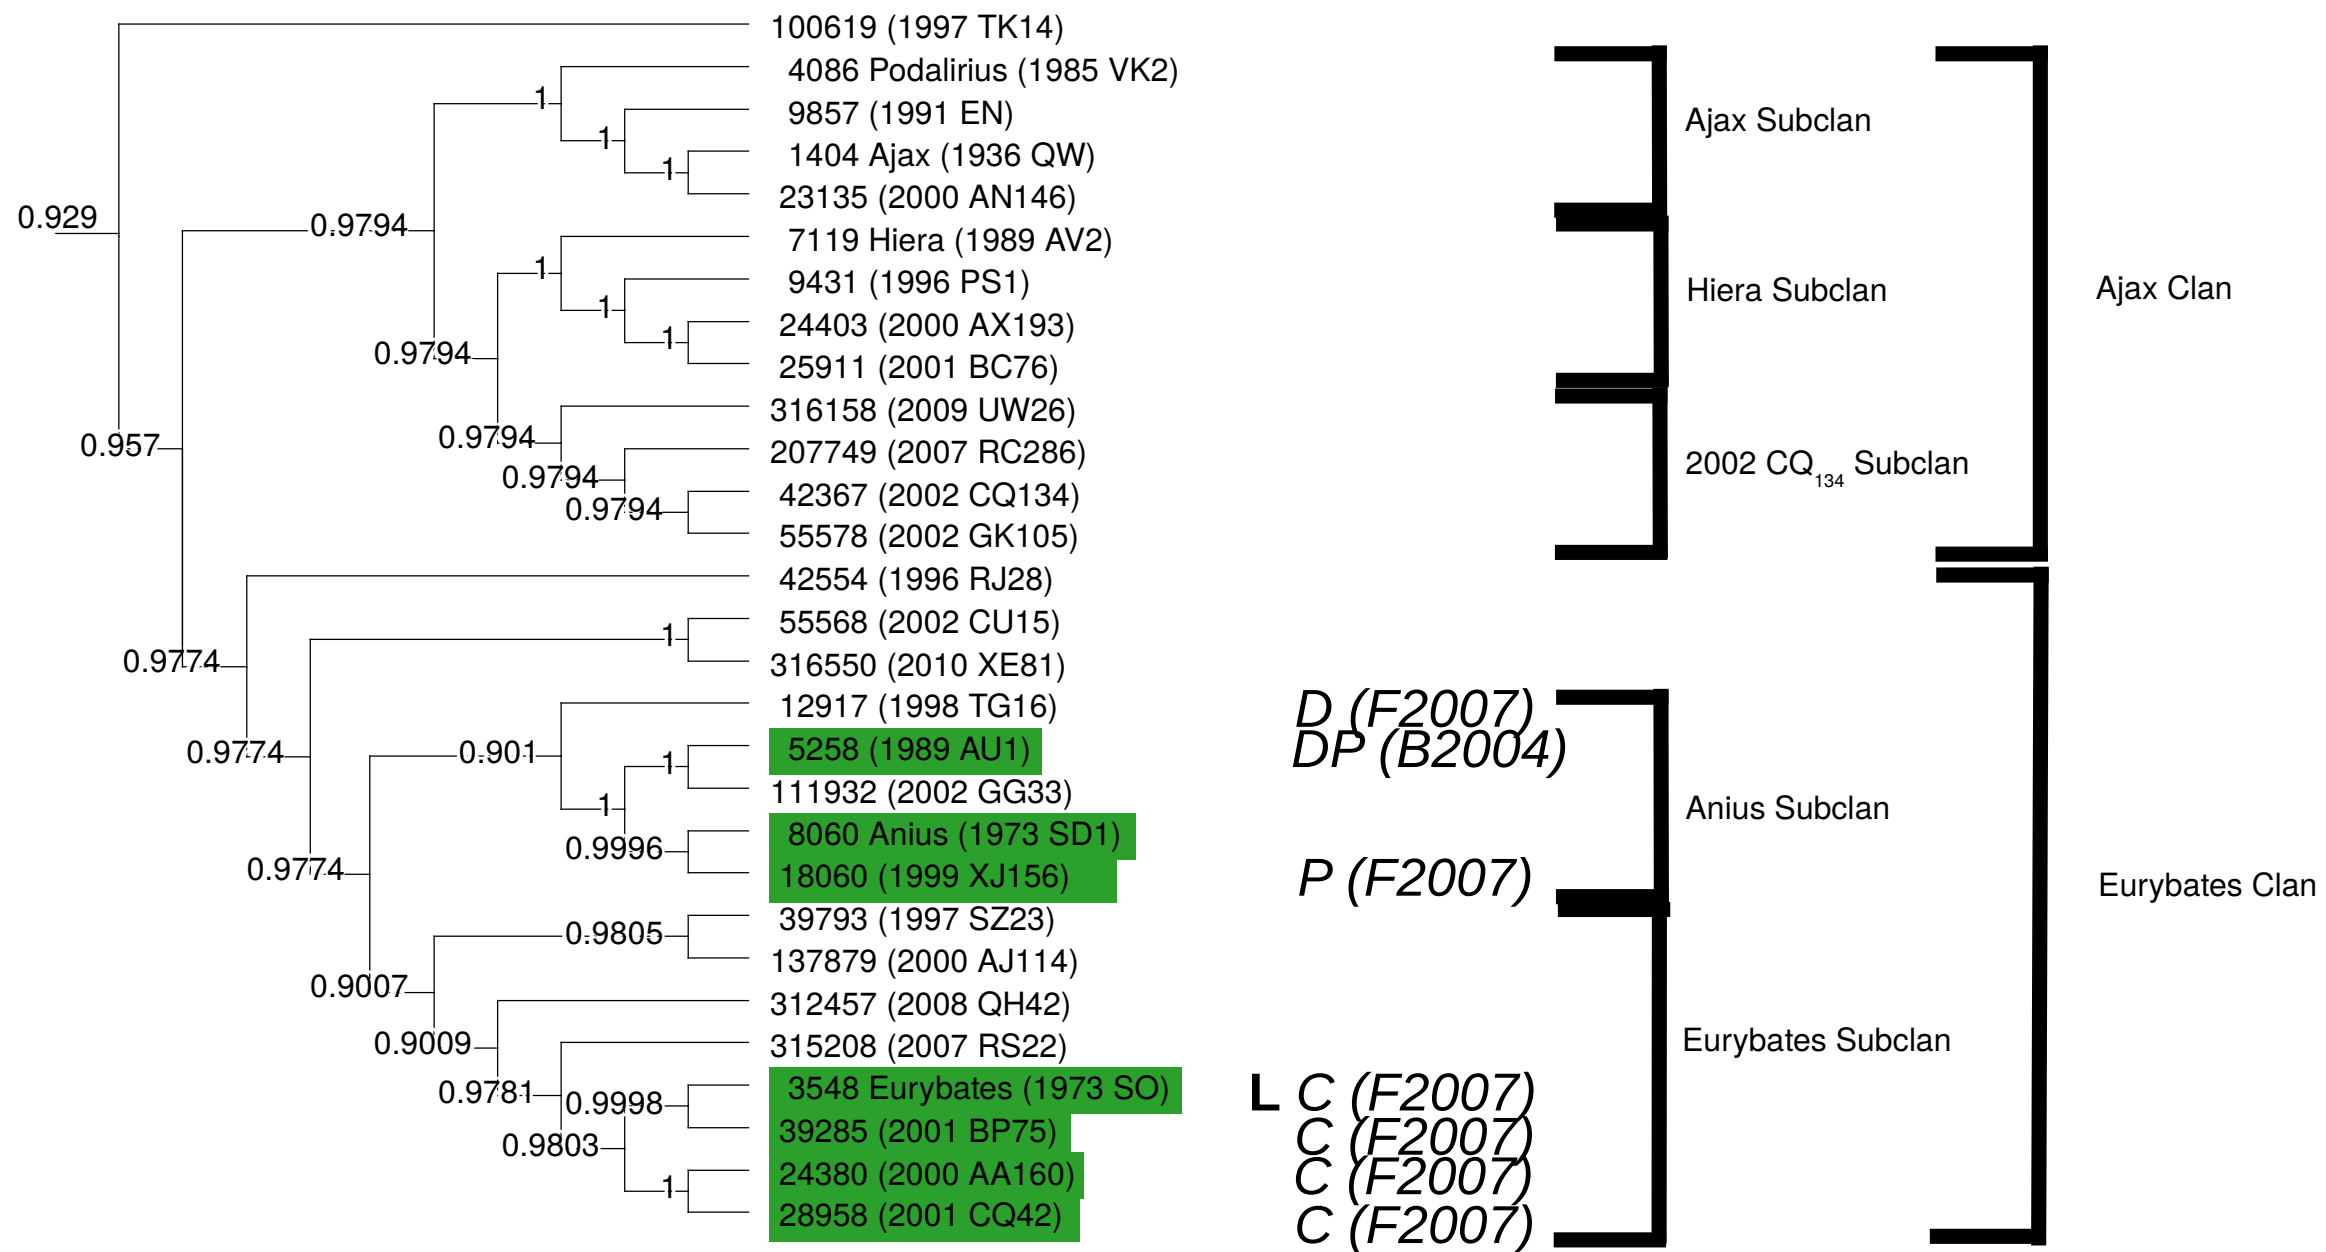 100619 (1997 TK14)
4086 Podalirius (1985 VK2)
1
9857 (1991 EN)
Ajax Subclan
1
1404 Ajax (1936 QW)
1
23135 (2000 AN146)
0.929
0.9794
7119 Hiera (1989 AV2)
1
9431 (1996 PS1)
Hiera Subclan
Ajax Clan
1
24403 (2000 AX193)
1
0.9794
25911 (2001 BC76)
316158 (2009 UW26)
0.9794
0.957
207749 (2007 RC286)
2002 CQ134 Subclan
0.9794
42367 (2002 CQ134)
0.9794
55578 (2002 GK105)
42554 (1996 RJ28)
55568 (2002 CU15)
1
316550 (2010 XE81)
0.9774
12917 (1998 TG16)
D (F2007)
0.9774
0.901
5258 (1989 AU1)
DP (B2004)
1
111932 (2002 GG33)
1
Anius Subclan
8060 Anius (1973 SD1)
0.9996
0.9774
18060 (1999 XJ156)
P (F2007)
Eurybates Clan
39793 (1997 SZ23)
0.9805
137879 (2000 AJ114)
0.9007
312457 (2008 QH42)
0.9009
315208 (2007 RS22)
Eurybates Subclan
0.9781
3548 Eurybates (1973 SO)
L C (F2007)
0.9998
39285 (2001 BP75)
C (F2007)
0.9803
24380 (2000 AA160)
C (F2007)
1
28958 (2001 CQ42)
C (F2007)